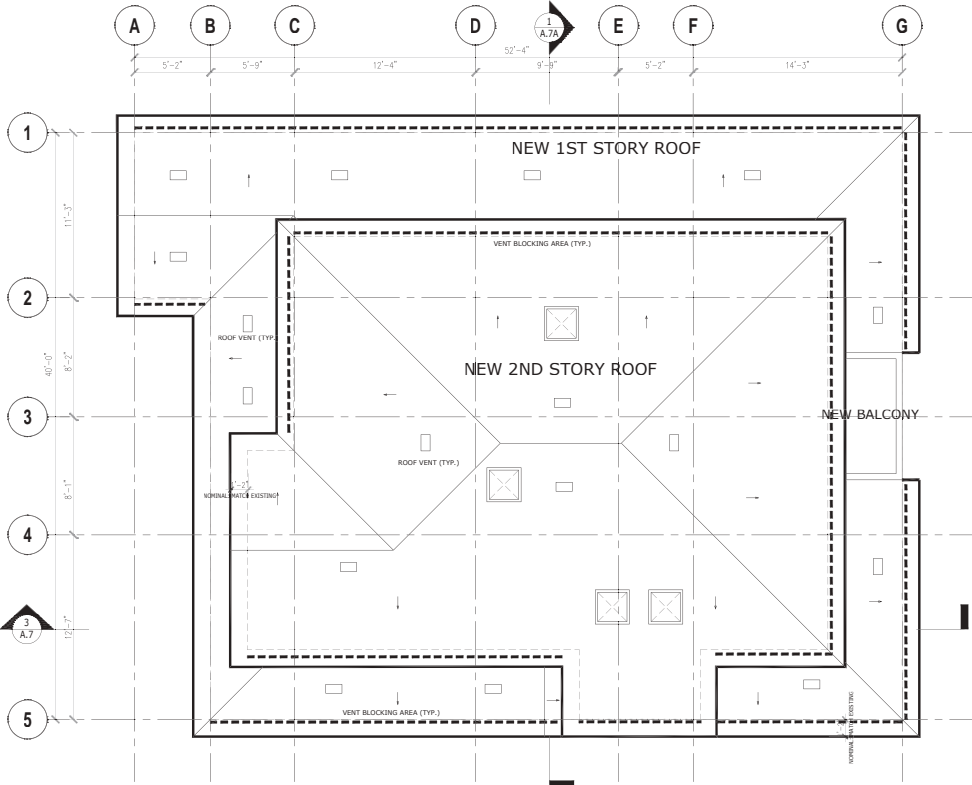 A B C D E F G
1
A.7A
52'-4"
5'-2" 5'-9" 12'-4" 9'-9" 5'-2" 14'-3"
1
NEW 1ST STORY ROOF
11'-3"
VENT BLOCKING AREA (TYP.)
2
ROOF VENT (TYP.
40'-0"
8'-2"
NEW 2ND STORY ROOF
3
NEW BALCONY
ROOF VENT (TYP.)
8'-1"
NOMINAL MATCH EXISTING
4
3
A.7
12'-7"
VENT BLOCKING AREA (TYP.)
5
NOMINAL MATCH EXISTING